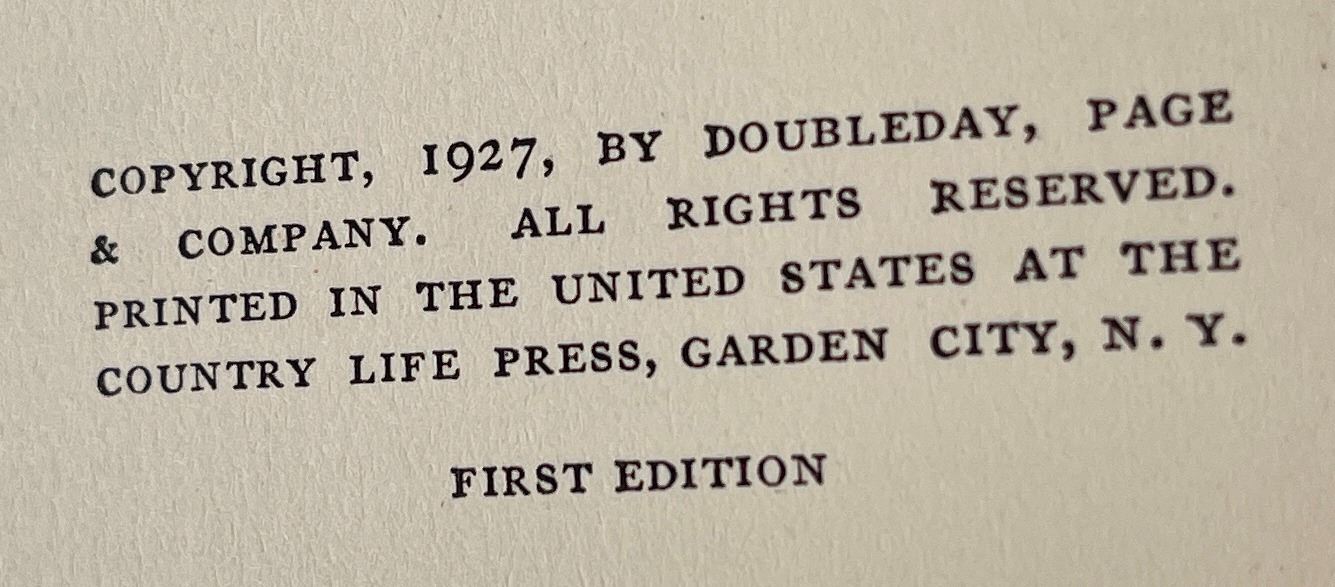 COPYRIGHT, 1927, BY DOUBLEDAY, PAGE
& COMPANY. ALL RIGHTS RESERVED.
PRINTED IN THE UNITED STATES AT THE
COUNTRY LIFE PRESS, GARDEN CITY, N. Y.
FIRST EDITION